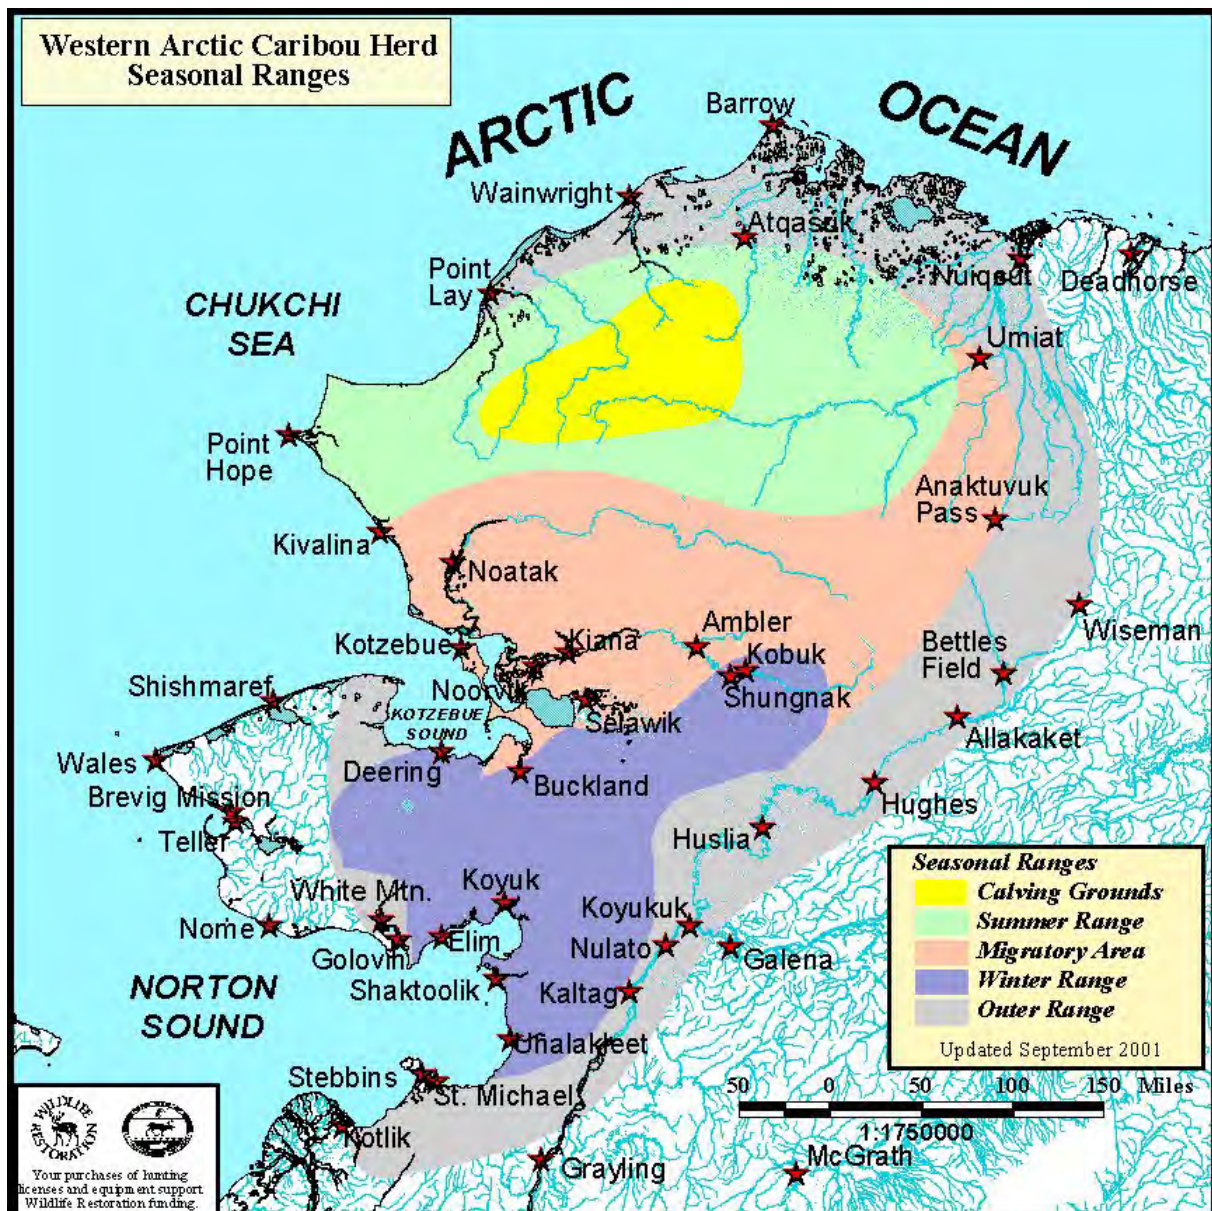 Western Arctic Caribou Herd
Seasonal Ranges
ARCTIC
OCEAN
Barrow
Wainwright
Atqasuk
Point
Lay
Nuiqsut
Deadhorse
CHUKCHI
SEA
Umiat
Point
Hope
Anaktuvuk
Pass
Kivalina
Noatak
Ambler
Wiseman
Kotzebue
Kiana
Kobuk
Bettles
Field
Shishmaref
Noorvik
Shungnak
KOTZEBUE
SOUND
Selawik
Allakaket
Wales
Deering
Buckland
Brevig Mission
Hughes
Teller
Huslia
White Mtn.
Koyuk
Koyukuk
Nome
Golovin
Elim
Nulato
Galena
Shaktoolik
Kaltag
NORTON
SOUND
Unalakleet
Stebbins
St. Michael
Kotlik
Grayling
McGrath
Seasonal Ranges
Calving Grounds
Summer Range
Migratory Area
Winter Range
Outer Range
Updated September 2001
50 0 50 100 150 Miles
1:1750000
WILDLIFE
RESTORATION
Your purchases of hunting
licenses and equipment support
Wildlife Restoration funding.